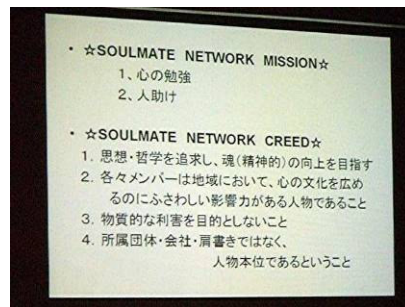 ・ ☆SOULMATE NETWORK MISSION☆
1、心の勉強
2、人助け
・ ☆SOULMATE NETWORK CREED☆
1. 思想・哲学を追求し、魂(精神的)の向上を目指す
2. 各々メンバーは地域において、心の文化を広め
るのにふさわしい影響力がある人物であること
3. 物質的な利害を目的としないこと
4. 所属団体・会社・肩書きではなく、
人物本位であるということ